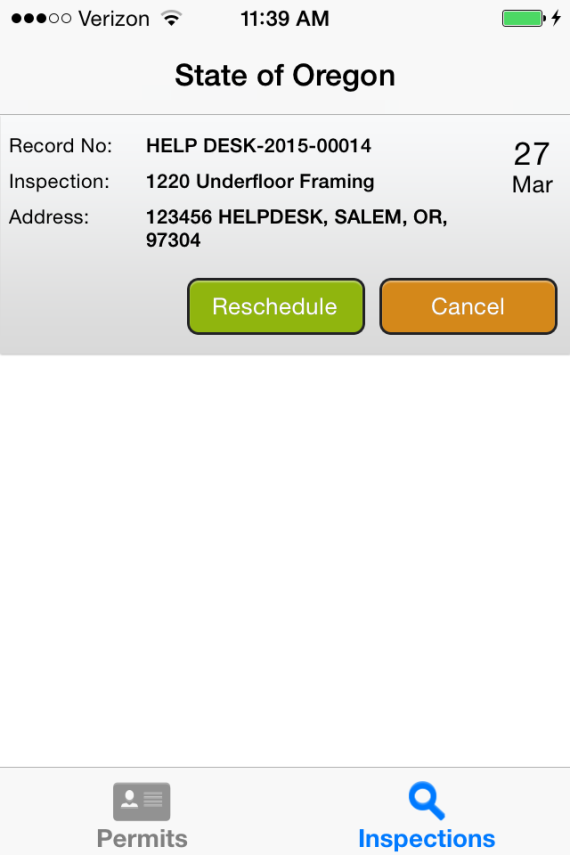 Verizon 11:39 AM
State of Oregon
Record No: HELP DESK-2015-00014
27
Inspection: 1220 Underfloor Framing
Mar
Address: 123456 HELPDESK, SALEM, OR,
97304
Reschedule Cancel
Permits Inspections